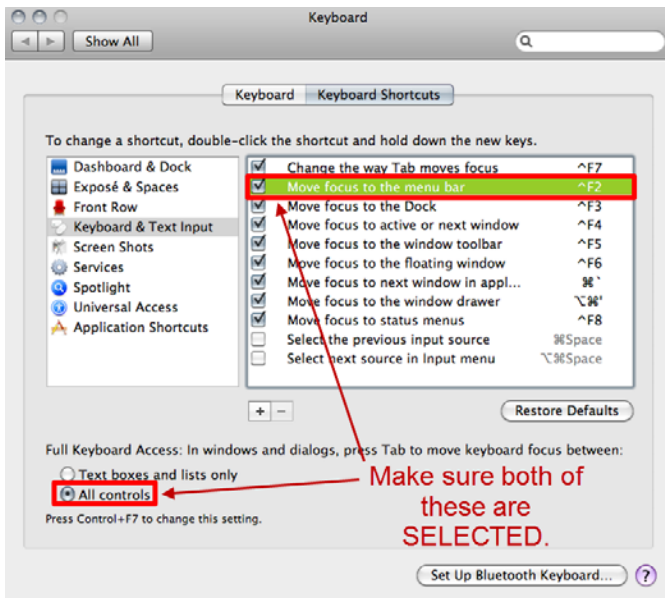 Keyboard
Show All
Keyboard Keyboard Shortcuts
To change a shortcut, double-click the shortcut and hold down the new keys.
Dashboard & Dock
Exposé & Spaces
Front Row
Keyboard & Text Input
Screen Shots
Services
Spotlight
Universal Access
Application Shortcuts
Change the way Tab moves focus ^F7
Move focus to the menu bar ^F2
Move focus to the Dock ^F3
Move focus to active or next window ^F4
Move focus to the window toolbar ^F5
Move focus to the floating window ^F6
Move focus to next window in appl... ⌘`
Move focus to the window drawer ⌥⌘'
Move focus to status menus ^F8
Select the previous input source ⌘Space
Select next source in Input menu ⌥⌘Space
+ −
Restore Defaults
Full Keyboard Access: In windows and dialogs, press Tab to move keyboard focus between:
Text boxes and lists only
All controls
Press Control+F7 to change this setting.
Make sure both of
these are
SELECTED.
Set Up Bluetooth Keyboard... ?